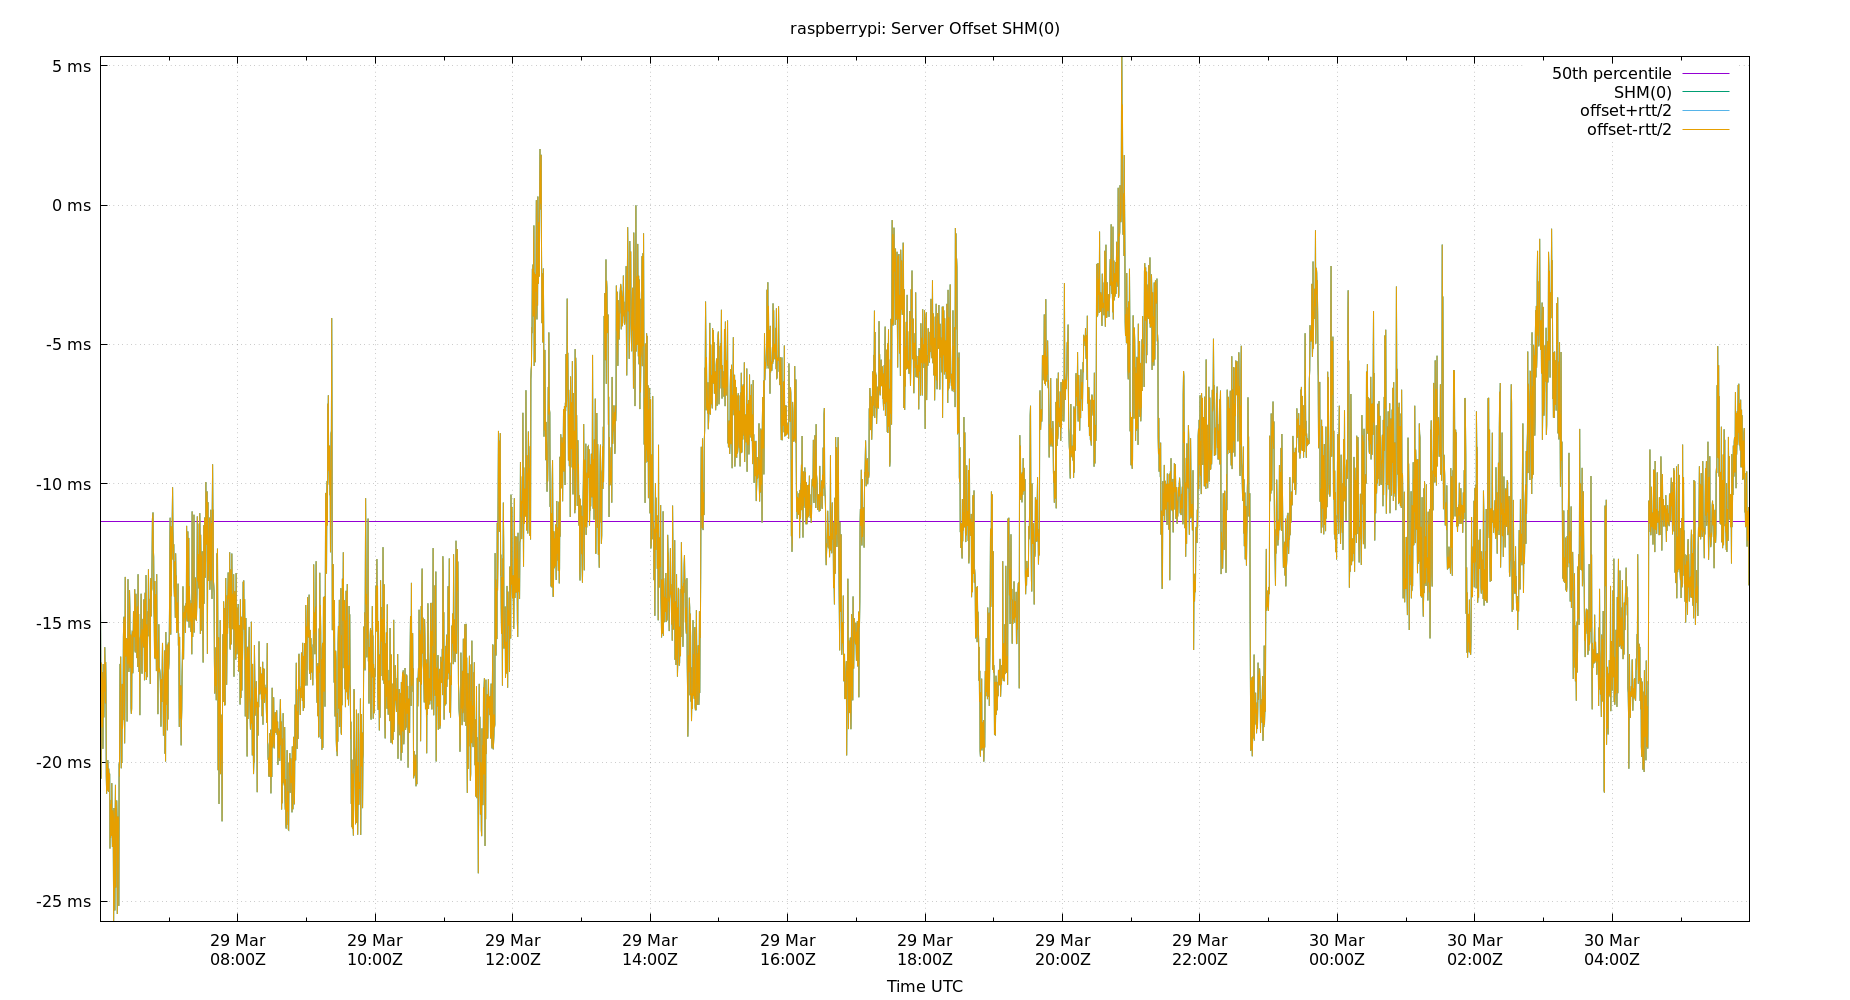 raspberrypi: Server Offset SHM(0)
50th percentile
SHM(0)
offset+rtt/2
offset-rtt/2
5 ms
0 ms
-5 ms
-10 ms
-15 ms
-20 ms
-25 ms
29 Mar 29 Mar 29 Mar 29 Mar 29 Mar 29 Mar 29 Mar 29 Mar 30 Mar 30 Mar 30 Mar
08:00Z 10:00Z 12:00Z 14:00Z 16:00Z 18:00Z 20:00Z 22:00Z 00:00Z 02:00Z 04:00Z
Time UTC